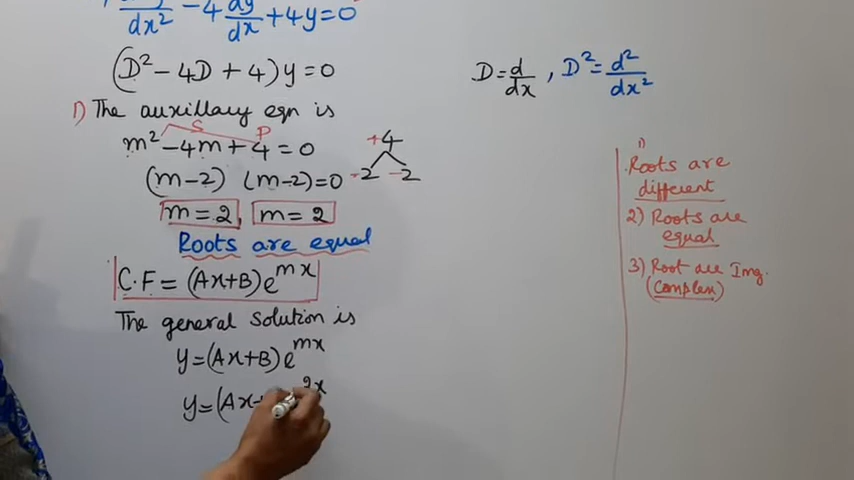 dx² - 4 dy/dx + 4y = 0
(D² - 4D + 4) y = 0
D = d/dx , D² = d²/dx²
1) The auxillary eqn is
S P
m² - 4m + 4 = 0
+4
-2 -2
(m-2) (m-2) = 0
m = 2, m = 2
Roots are equal
C.F = (Ax+B) e^mx
The general solution is
y = (Ax+B) e^mx
y = (Ax+ 2x
1)
Roots are
different
2) Roots are
equal
3) Root are Img.
(Complex)